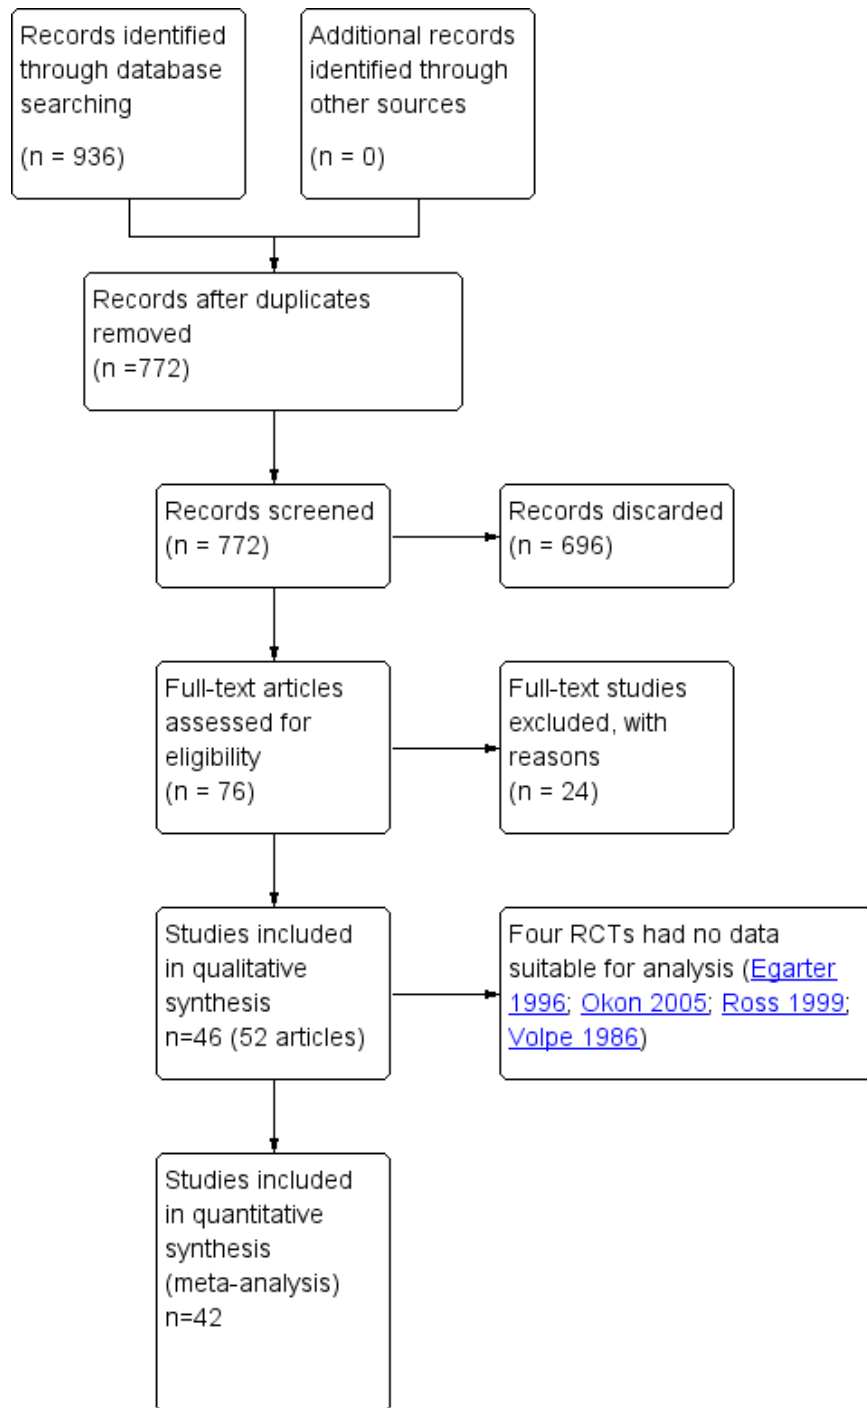 Records identified
through database
searching
(n = 936)
Additional records
identified through
other sources
(n = 0)
Records after duplicates
removed
(n =772)
Records screened
(n = 772)
Records discarded
(n = 696)
Full-text articles
assessed for
eligibility
(n = 76)
Full-text studies
excluded, with
reasons
(n = 24)
Studies included
in qualitative
synthesis
n=46 (52 articles)
Four RCTs had no data
suitable for analysis (Egarter
1996; Okon 2005; Ross 1999;
Volpe 1986)
Studies included
in quantitative
synthesis
(meta-analysis)
n=42